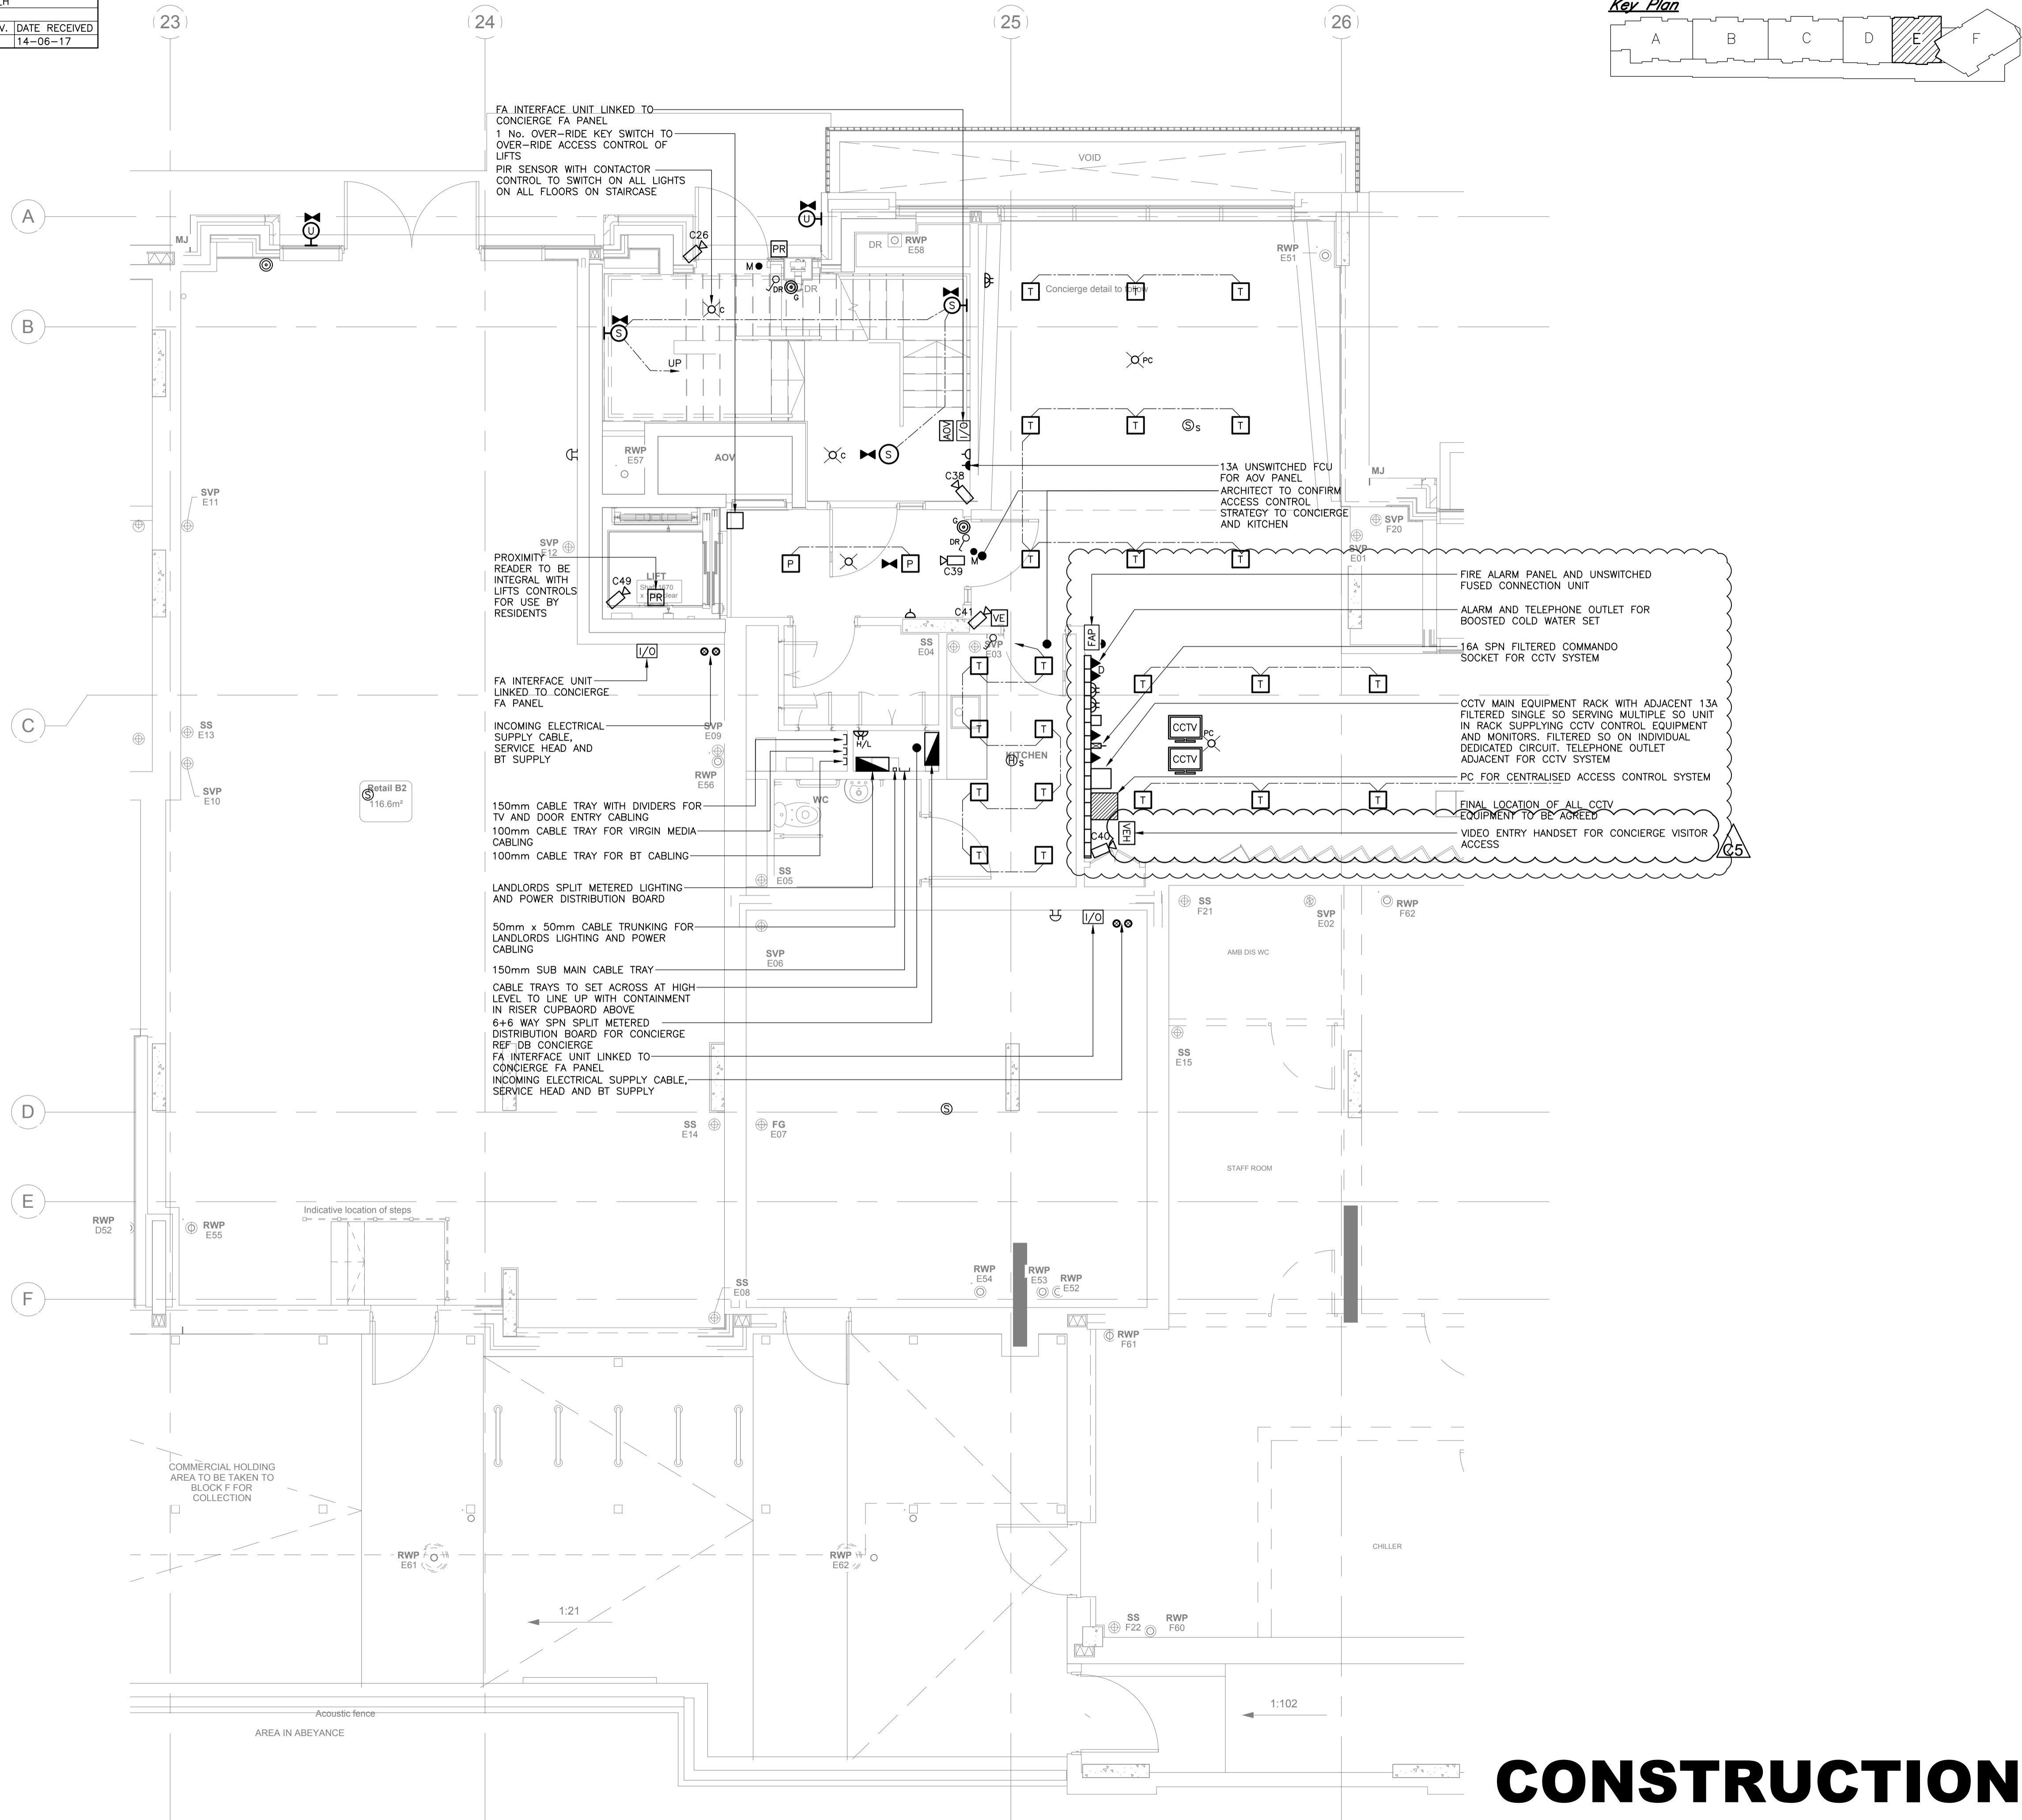 V. DATE RECEIVED
14-06-17
23
24
25
26
Key Plan
A
B
C
D
E
F
FA INTERFACE UNIT LINKED TO
CONCIERGE FA PANEL
1 No. OVER-RIDE KEY SWITCH TO
OVER-RIDE ACCESS CONTROL OF
LIFTS
PIR SENSOR WITH CONTACTOR
CONTROL TO SWITCH ON ALL LIGHTS
ON ALL FLOORS ON STAIRCASE
VOID
A
MJ
U
C26
PR
M
DR
G
DR
U
DR
RWP
E58
RWP
E51
B
S
C
S
UP
Concierge detail to follow
T
T
T
PC
T
T
T
S
S
RWP
E57
AOV
C
S
AOV
I/O
C38
13A UNSWITCHED FCU
FOR AOV PANEL
ARCHITECT TO CONFIRM
ACCESS CONTROL
STRATEGY TO CONCIERGE
AND KITCHEN
MJ
SVP
F20
SVP
E01
SVP
E11
SVP
E12
PROXIMITY
READER TO BE
INTEGRAL WITH
LIFTS CONTROLS
FOR USE BY
RESIDENTS
LIFT
C49
PR
P
P
G
DR
M
C39
T
T
T
C41
VE
SS
E04
SVP
E03
I/O
FA INTERFACE UNIT
LINKED TO CONCIERGE
FA PANEL
INCOMING ELECTRICAL
SUPPLY CABLE,
SERVICE HEAD AND
BT SUPPLY
SVP
E09
RWP
E56
H/L
T
T
T
T
KITCHEN
H
S
T
T
T
T
FAP
D
FIRE ALARM PANEL AND UNSWITCHED
FUSED CONNECTION UNIT
ALARM AND TELEPHONE OUTLET FOR
BOOSTED COLD WATER SET
16A SPN FILTERED COMMANDO
SOCKET FOR CCTV SYSTEM
T
T
T
CCTV MAIN EQUIPMENT RACK WITH ADJACENT 13A
FILTERED SINGLE SO SERVING MULTIPLE SO UNIT
IN RACK SUPPLYING CCTV CONTROL EQUIPMENT
AND MONITORS. FILTERED SO ON INDIVIDUAL
DEDICATED CIRCUIT. TELEPHONE OUTLET
ADJACENT FOR CCTV SYSTEM
CCTV
PC
CCTV
PC FOR CENTRALISED ACCESS CONTROL SYSTEM
T
T
T
FINAL LOCATION OF ALL CCTV
EQUIPMENT TO BE AGREED
VIDEO ENTRY HANDSET FOR CONCIERGE VISITOR
ACCESS
VEH
C40
C5
C
SS
E13
SVP
E10
Retail B2
116.6m²
S
WC
150mm CABLE TRAY WITH DIVIDERS FOR
TV AND DOOR ENTRY CABLING
100mm CABLE TRAY FOR VIRGIN MEDIA
CABLING
100mm CABLE TRAY FOR BT CABLING
LANDLORDS SPLIT METERED LIGHTING
AND POWER DISTRIBUTION BOARD
50mm x 50mm CABLE TRUNKING FOR
LANDLORDS LIGHTING AND POWER
CABLING
150mm SUB MAIN CABLE TRAY
CABLE TRAYS TO SET ACROSS AT HIGH
LEVEL TO LINE UP WITH CONTAINMENT
IN RISER CUPBAORD ABOVE
6+6 WAY SPN SPLIT METERED
DISTRIBUTION BOARD FOR CONCIERGE
REF DB CONCIERGE
FA INTERFACE UNIT LINKED TO
CONCIERGE FA PANEL
INCOMING ELECTRICAL SUPPLY CABLE,
SERVICE HEAD AND BT SUPPLY
SS
E05
SVP
E06
I/O
SS
F21
SVP
E02
RWP
F62
AMB DIS WC
SS
E15
D
SS
E14
FG
E07
S
STAFF ROOM
E
RWP
D52
RWP
E55
Indicative location of steps
F
SS
E08
RWP
E54
RWP
E53
RWP
E52
RWP
F61
COMMERCIAL HOLDING
AREA TO BE TAKEN TO
BLOCK F FOR
COLLECTION
RWP
E61
RWP
E62
CHILLER
1:21
SS
F22
RWP
F60
1:102
Acoustic fence
AREA IN ABEYANCE
CONSTRUCTION